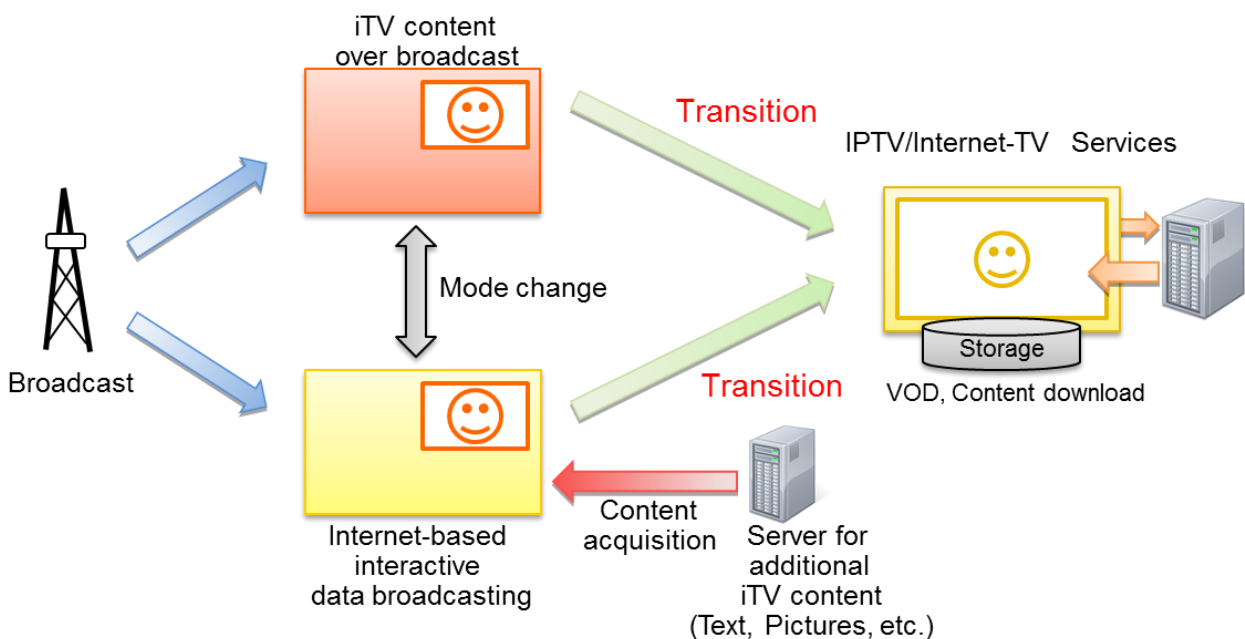 iTV content
over broadcast
Transition
IPTV/Internet-TV Services
Mode change
Broadcast
Storage
VOD, Content download
Transition
Content
acquisition
Internet-based
interactive
data broadcasting
Server for
additional
iTV content
(Text, Pictures, etc.)